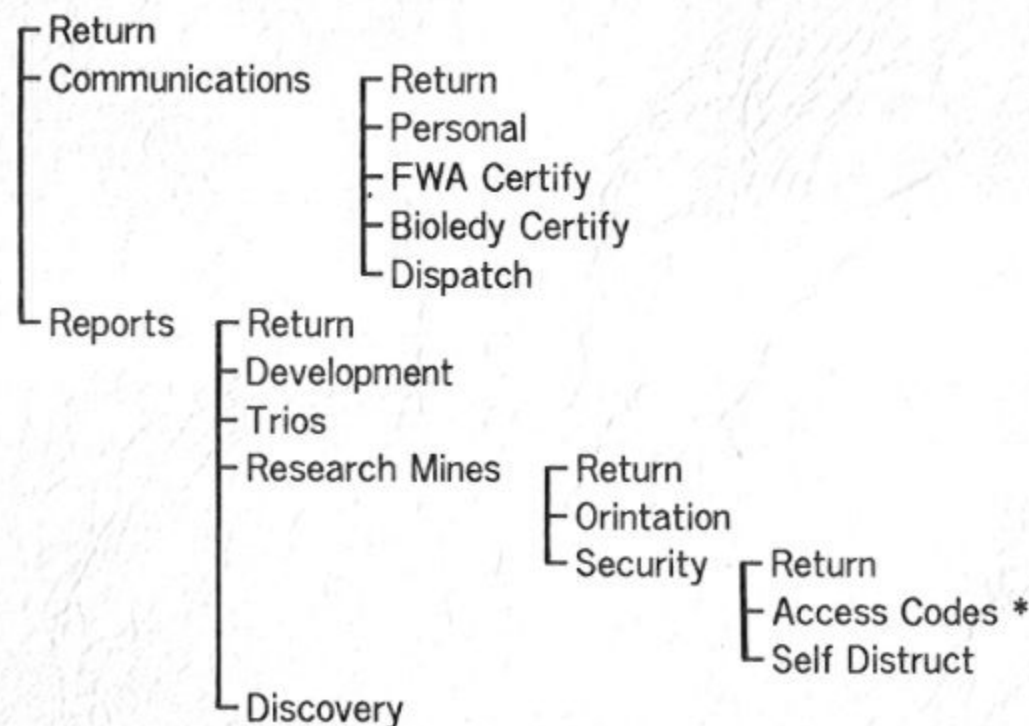 Return
Communications Return
Personal
FWA Certify
Bioledy Certify
Dispatch
Reports Return
Development
Trios
Research Mines Return
Orintation
Security Return
Access Codes *
Self Distruct
Discovery